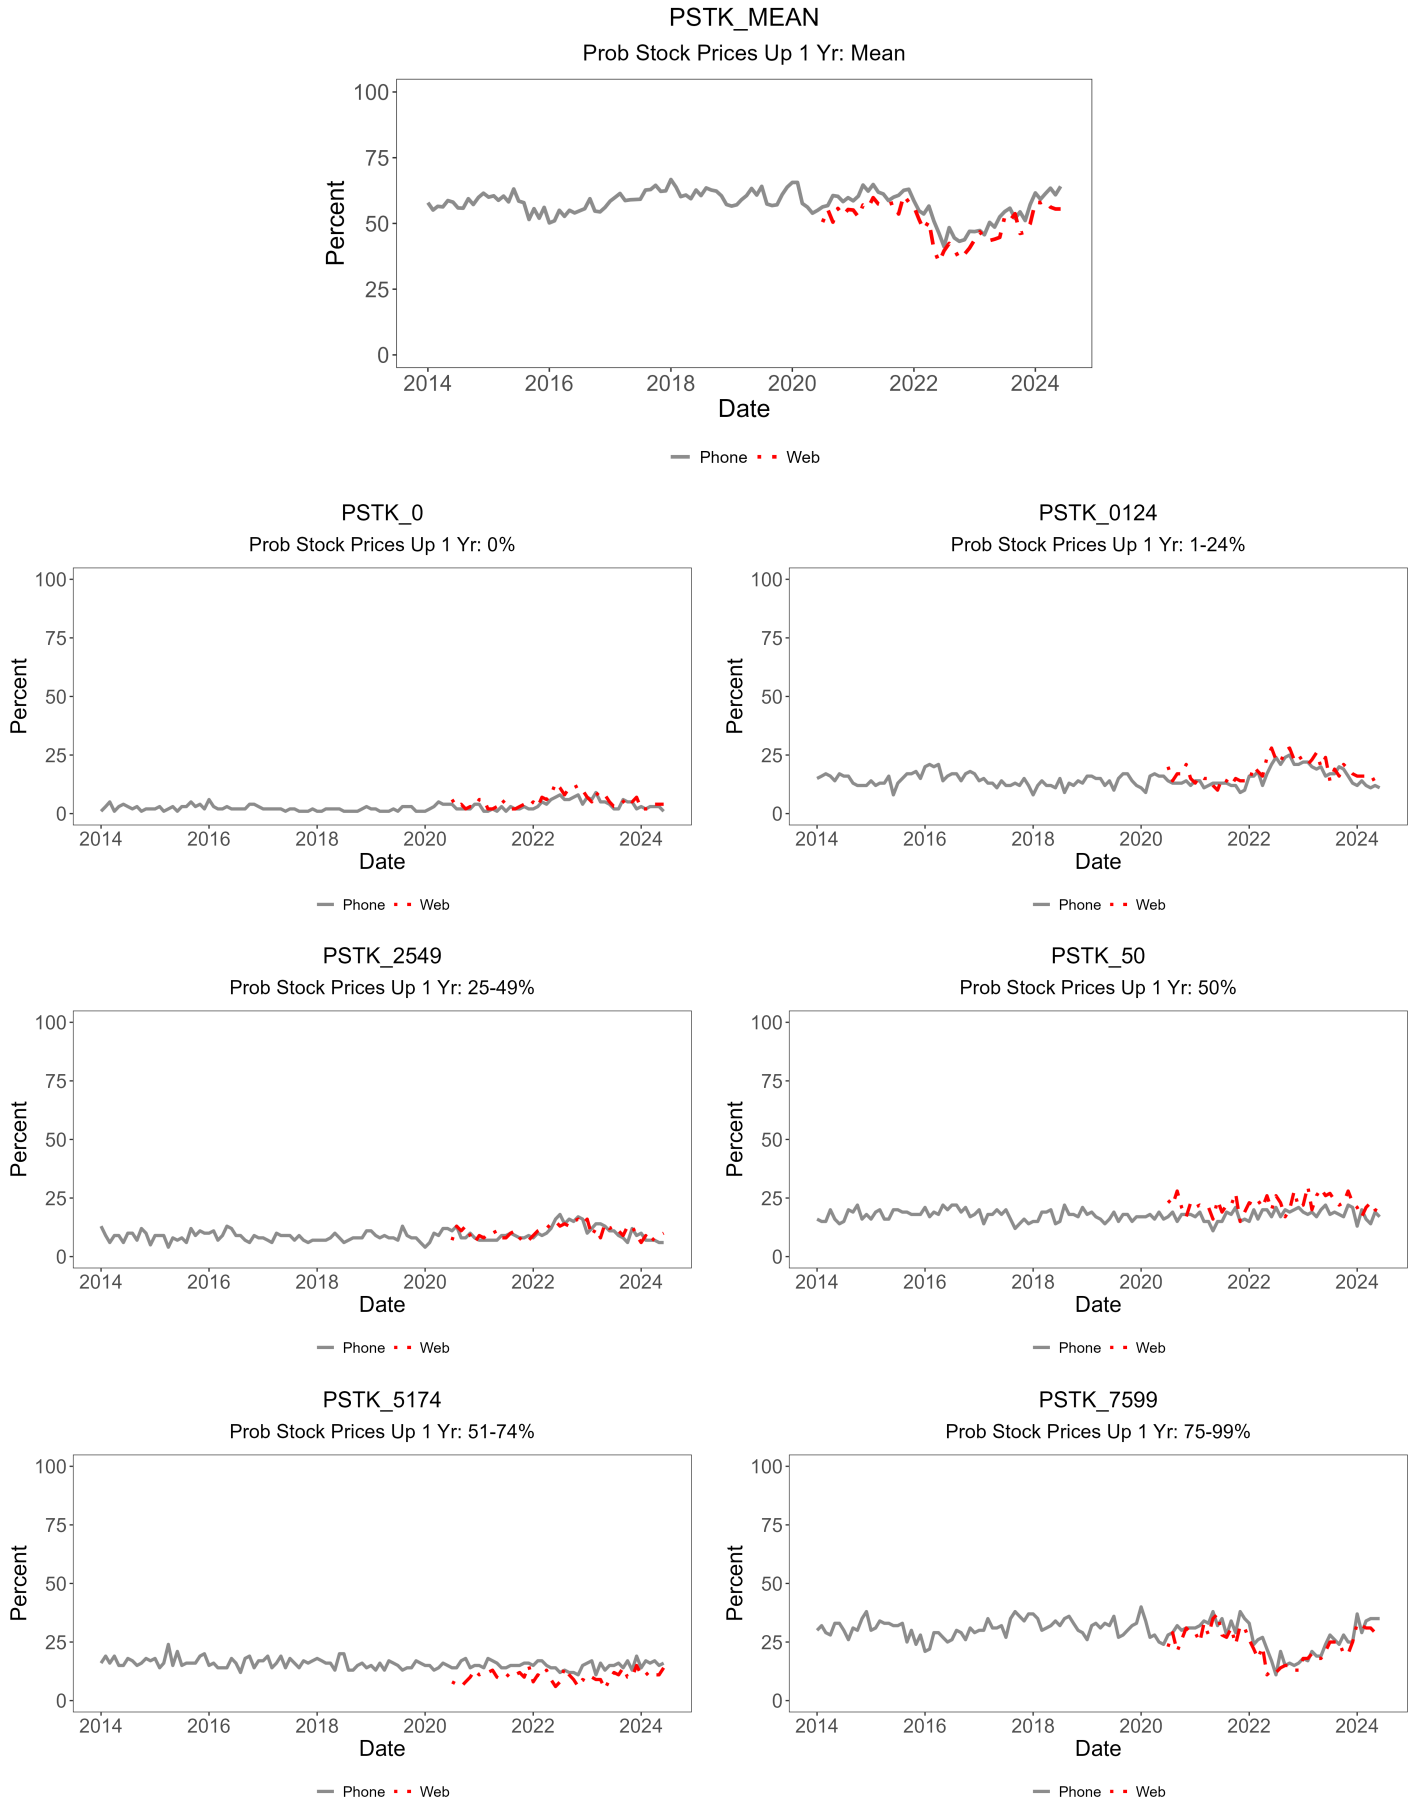 PSTK_MEAN
Prob Stock Prices Up 1 Yr: Mean
100
75
50
25
0
Percent
2014 2016 2018 2020 2022 2024
Date
Phone Web
PSTK_0
Prob Stock Prices Up 1 Yr: 0%
100
75
50
25
0
Percent
2014 2016 2018 2020 2022 2024
Date
Phone Web
PSTK_0124
Prob Stock Prices Up 1 Yr: 1-24%
100
75
50
25
0
Percent
2014 2016 2018 2020 2022 2024
Date
Phone Web
PSTK_2549
Prob Stock Prices Up 1 Yr: 25-49%
100
75
50
25
0
Percent
2014 2016 2018 2020 2022 2024
Date
Phone Web
PSTK_50
Prob Stock Prices Up 1 Yr: 50%
100
75
50
25
0
Percent
2014 2016 2018 2020 2022 2024
Date
Phone Web
PSTK_5174
Prob Stock Prices Up 1 Yr: 51-74%
100
75
50
25
0
Percent
2014 2016 2018 2020 2022 2024
Date
Phone Web
PSTK_7599
Prob Stock Prices Up 1 Yr: 75-99%
100
75
50
25
0
Percent
2014 2016 2018 2020 2022 2024
Date
Phone Web